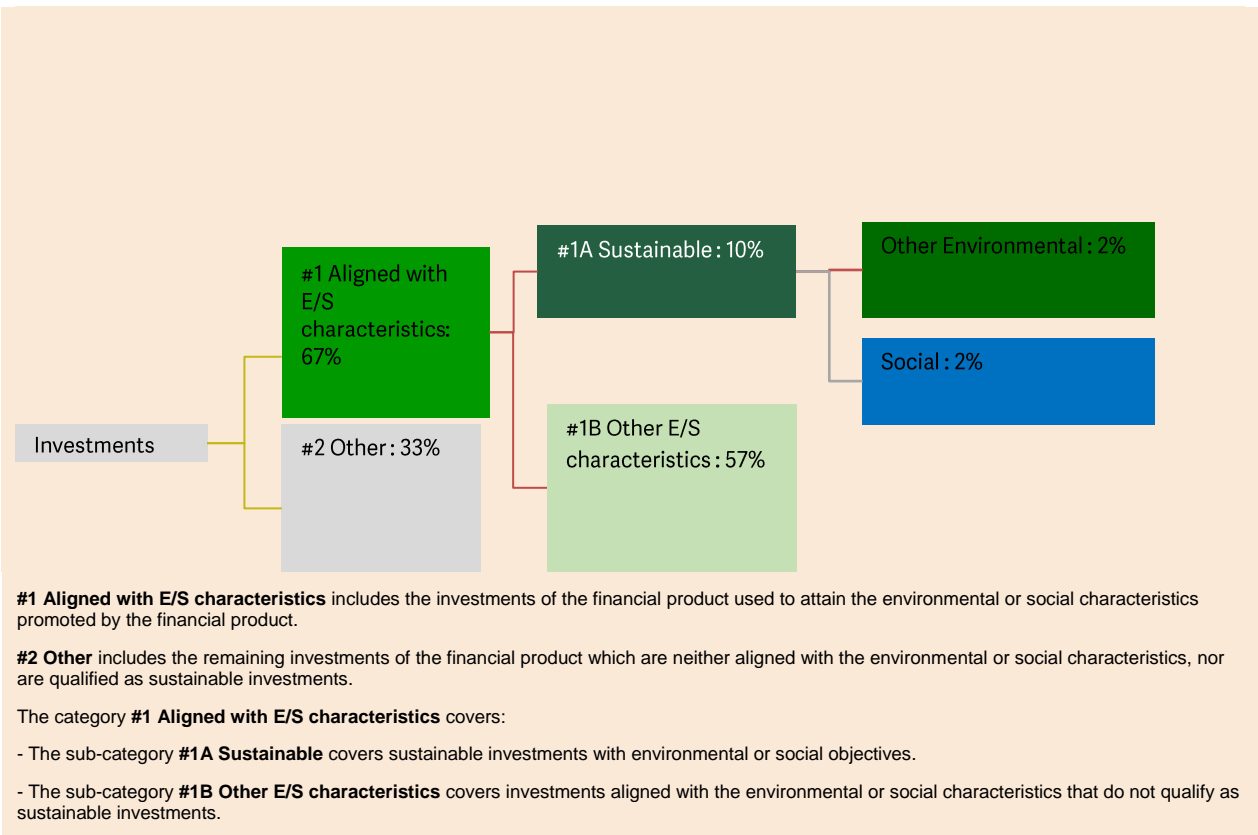 Investments
#1 Aligned with
E/S
characteristics:
67%
#2 Other : 33%
#1A Sustainable : 10%
#1B Other E/S
characteristics : 57%
Other Environmental : 2%
Social : 2%
#1 Aligned with E/S characteristics includes the investments of the financial product used to attain the environmental or social characteristics
promoted by the financial product.
#2 Other includes the remaining investments of the financial product which are neither aligned with the environmental or social characteristics, nor
are qualified as sustainable investments.
The category #1 Aligned with E/S characteristics covers:
- The sub-category #1A Sustainable covers sustainable investments with environmental or social objectives.
- The sub-category #1B Other E/S characteristics covers investments aligned with the environmental or social characteristics that do not qualify as
sustainable investments.